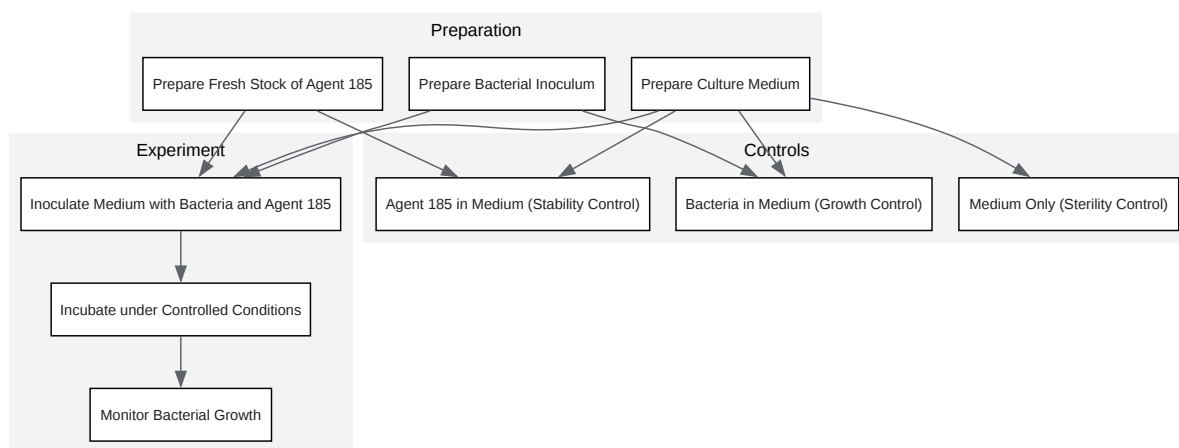 Preparation
Prepare Fresh Stock of Agent 185
Prepare Bacterial Inoculum
Prepare Culture Medium
Experiment
Controls
Inoculate Medium with Bacteria and Agent 185
Agent 185 in Medium (Stability Control)
Bacteria in Medium (Growth Control)
Medium Only (Sterility Control)
Incubate under Controlled Conditions
Monitor Bacterial Growth